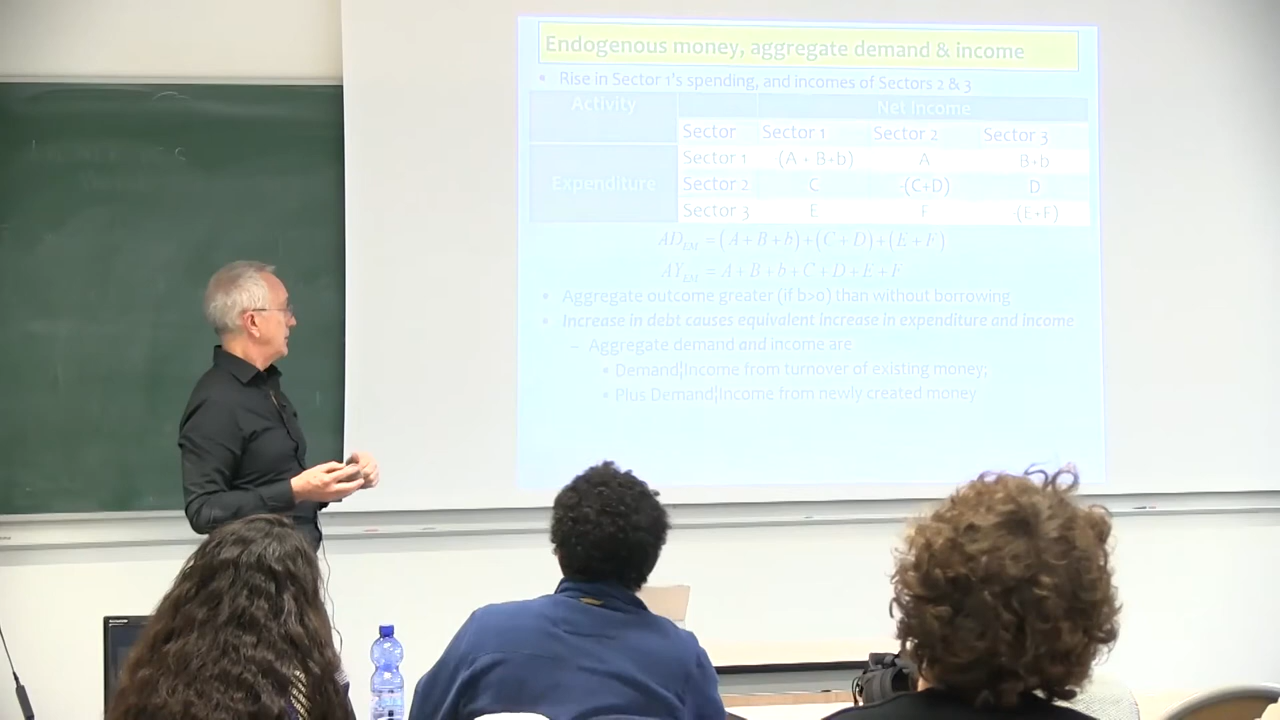 Endogenous money, aggregate demand & income
• Rise in Sector 1's spending, and incomes of Sectors 2 & 3
Activity Net Income
Sector Sector 1 Sector 2 Sector 3
Expenditure
Sector 1 (A + B+b) A B+b
Sector 2 C -(C+D) D
Sector 3 E F -(E+F)
AD_EM = (A+B+b)+(C+D)+(E+F)
AY_EM = A+B+b+C+D+E+F
• Aggregate outcome greater (if b>0) than without borrowing
• Increase in debt causes equivalent increase in expenditure and income
– Aggregate demand and income are
• Demand¦Income from turnover of existing money;
• Plus Demand¦Income from newly created money